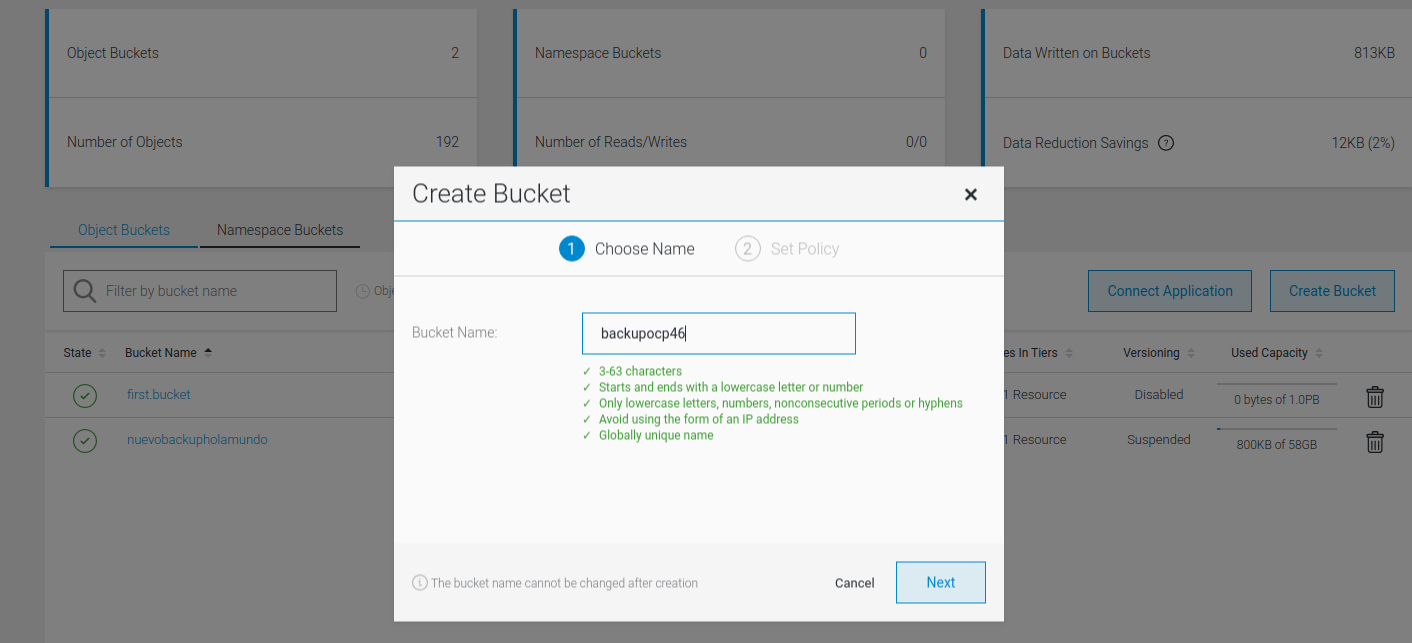 Object Buckets 2
Namespace Buckets 0
Data Written on Buckets 813KB
Number of Objects 192
Number of Reads/Writes 0/0
Data Reduction Savings ? 12KB (2%)
Create Bucket
1 Choose Name 2 Set Policy
Object Buckets Namespace Buckets
Filter by bucket name
Obje
Connect Application Create Bucket
Bucket Name:
backupocp46
State Bucket Name
es In Tiers Versioning Used Capacity
✓ 3-63 characters
✓ Starts and ends with a lowercase letter or number
✓ Only lowercase letters, numbers, nonconsecutive periods or hyphens
✓ Avoid using the form of an IP address
✓ Globally unique name
first.bucket
1 Resource Disabled 0 bytes of 1.0PB
nuevobackupholamundo
1 Resource Suspended 800KB of 58GB
The bucket name cannot be changed after creation
Cancel Next